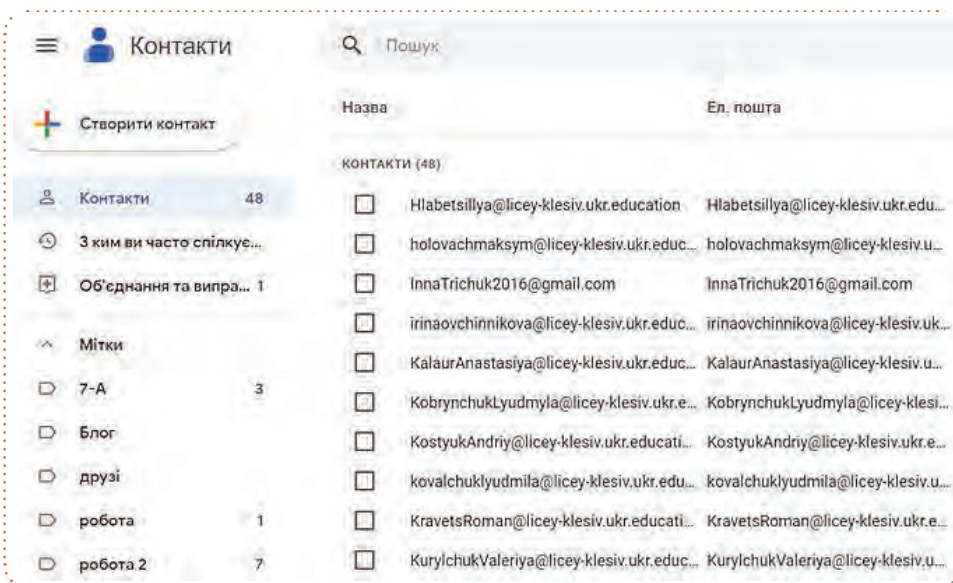 Контакти
Пошук
Створити контакт
Назва Ел. пошта
КОНТАКТИ (48)
Контакти 48
З ким ви часто спілкує...
Об'єднання та випра... 1
Мітки
7-А 3
Блог
друзі
робота 1
робота 2 7
Hlabetsillya@licey-klesiv.ukr.education Hlabetsillya@licey-klesiv.ukr.edu...
holovachmaksym@licey-klesiv.ukr.educ... holovachmaksym@licey-klesiv.u...
InnaTrichuk2016@gmail.com InnaTrichuk2016@gmail.com
irinaovchinnikova@licey-klesiv.ukr.educ... irinaovchinnikova@licey-klesiv.uk...
KalaurAnastasiya@licey-klesiv.ukr.educ... KalaurAnastasiya@licey-klesiv.u...
KobrynchukLyudmyla@licey-klesiv.ukr.e... KobrynchukLyudmyla@licey-klesi...
KostyukAndriy@licey-klesiv.ukr.educati... KostyukAndriy@licey-klesiv.ukr.e...
kovalchuklyudmila@licey-klesiv.ukr.edu... kovalchuklyudmila@licey-klesiv.u...
KravetsRoman@licey-klesiv.ukr.educati... KravetsRoman@licey-klesiv.ukr.e...
KurylchukValeriya@licey-klesiv.ukr.educ... KurylchukValeriya@licey-klesiv.u...